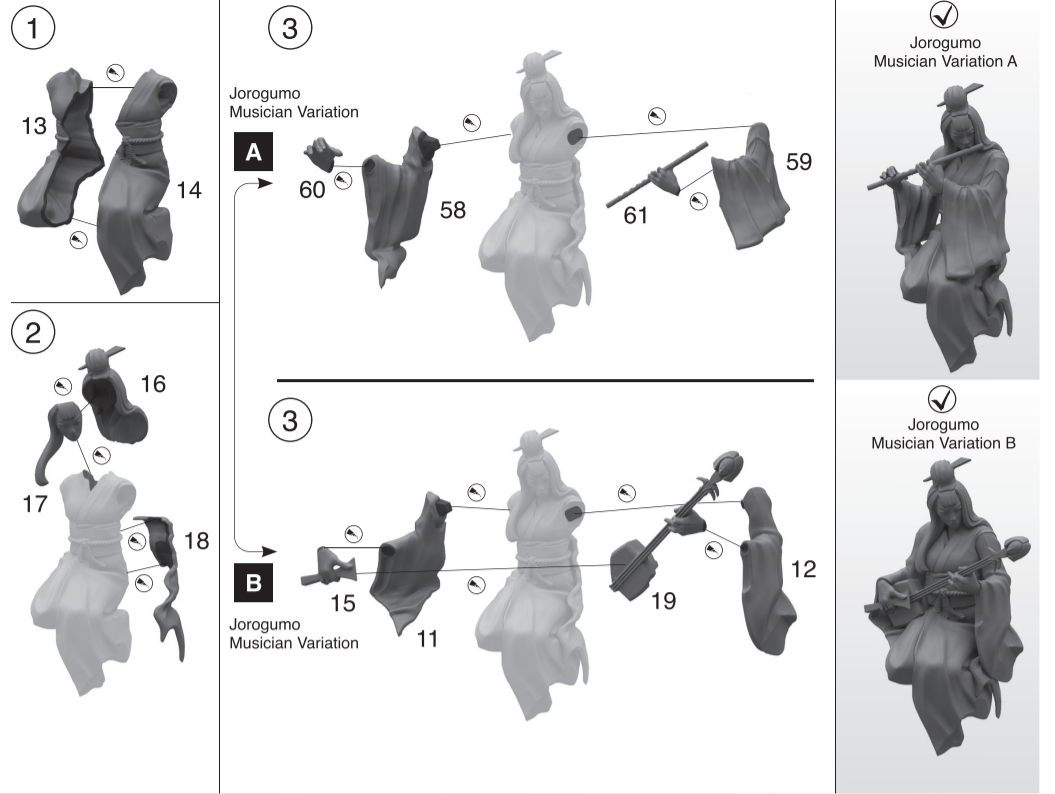 1
13
14
2
16
17
18
3
Jorogumo
Musician Variation
A
60
58
61
59
3
B
Jorogumo
Musician Variation
15
11
19
12
Jorogumo
Musician Variation A
Jorogumo
Musician Variation B